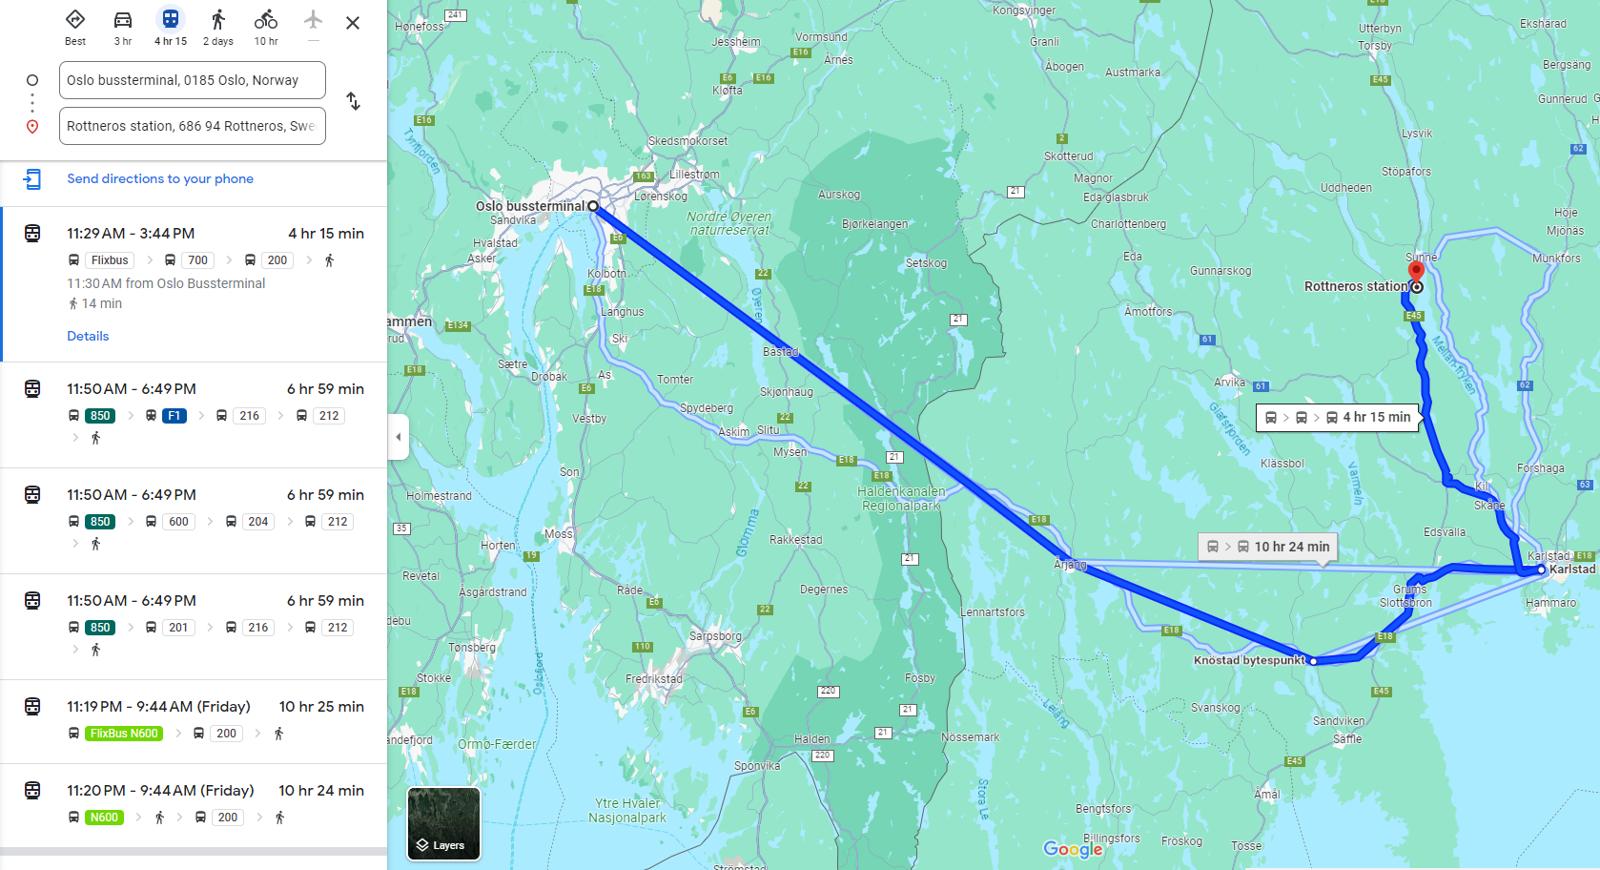 Best
3 hr
4 hr 15
2 days
10 hr
—
Oslo bussterminal, 0185 Oslo, Norway
Rottneros station, 686 94 Rottneros, Swe
Send directions to your phone
11:29 AM - 3:44 PM 4 hr 15 min
Flixbus > 700 > 200 >
11:30 AM from Oslo Bussterminal
14 min
Details
11:50 AM - 6:49 PM 6 hr 59 min
850 > F1 > 216 > 212
>
11:50 AM - 6:49 PM 6 hr 59 min
850 > 600 > 204 > 212
>
11:50 AM - 6:49 PM 6 hr 59 min
850 > 201 > 216 > 212
>
11:19 PM - 9:44 AM (Friday) 10 hr 25 min
FlixBus N600 > 200 >
11:20 PM - 9:44 AM (Friday) 10 hr 24 min
N600 > > 200 >
Hønefoss
241
Kongsvinger
Utterbyn
Ekshärad
Jessheim
Vormsund
Granli
Torsby
E16
Årnes
Åbogen
Bergsäng
E6
E16
Austmarka
E45
Kløfta
Gunnerud
E16
Tyrifjorden
Skedsmokorset
2
Lysvik
62
Skotterud
163
Lillestrøm
Magnor
Stöpafors
Lørenskog
Aurskog
21
Eda glasbruk
Uddheden
Oslo bussterminal
Sandvika
Nordre Øyeren
naturreservat
Bjørkelangen
Charlottenberg
Höje
Mjönäs
E6
Hvalstad
Asker
Setskog
Eda
Sunne
Munkfors
Kolbotn
22
Gunnarskog
E18
Øyeren
Rottneros station
Langhus
21
Åmotfors
E45
ammen
E134
Ski
61
Mellan-Fryken
rud
Båstad
E18
Sætre
Drøbak
Ås
Tomter
Skjønhaug
Arvika
61
62
E6
Spydeberg
22
Glafsfjorden
4 hr 15 min
Vestby
Askim
Slitu
Mysen
E18
21
Klässbol
Värmeln
Forshaga
Son
E18
Kil
63
22
Haldenkanalen
Regionalpark
Skåne
Holmestrand
E18
35
Moss
Glomma
Rakkestad
Edsvalla
10 hr 24 min
Horten
19
21
Årjäng
Karlstad
E18
Karlstad
Revetal
Åsgårdstrand
Råde
Degernes
Grums
Slottsbron
Hammarö
E6
22
Lennartsfors
debu
Sarpsborg
E18
E18
Tønsberg
110
Knöstad bytespunkt
Stokke
Fredrikstad
Fosby
E18
220
E45
21
Svanskog
E6
Sandviken
Säffle
andefjord
Ormø-Færder
Halden
21
Nössemark
220
Sponvika
E45
Stora Le
Åmål
Ytre Hvaler
Nasjonalpark
Bengtsfors
Layers
Google
Billingsfors
Fröskog
Tösse
Strömstad